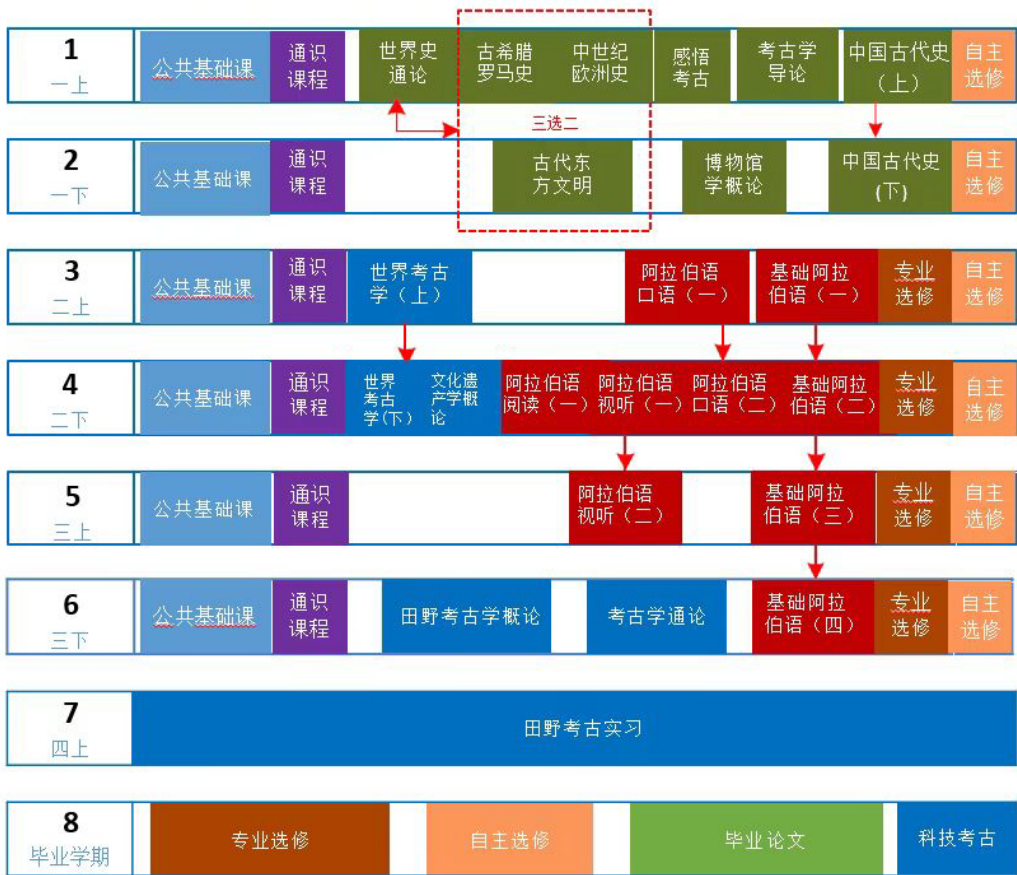 1
一上
公共基础课
通识
课程
世界史
通论
古希腊
罗马史
中世纪
欧洲史
感悟
考古
考古学
导论
中国古代史
（上）
自主
选修
三选二
2
一下
公共基础课
通识
课程
古代东
方文明
博物馆
学概论
中国古代史
(下)
自主
选修
3
二上
公共基础课
通识
课程
世界考古
学（上）
阿拉伯语
口语（一）
基础阿拉
伯语（一）
专业
选修
自主
选修
4
二下
公共基础课
通识
课程
世界
考古
学(下)
文化遗
产学概
论
阿拉伯语
阅读（一）
阿拉伯语
视听（一）
阿拉伯语
口语（二）
基础阿拉
伯语（二）
专业
选修
自主
选修
5
三上
公共基础课
通识
课程
阿拉伯语
视听（二）
基础阿拉
伯语（三）
专业
选修
自主
选修
6
三下
公共基础课
通识
课程
田野考古学概论
考古学通论
基础阿拉
伯语（四）
专业
选修
自主
选修
7
四上
田野考古实习
8
毕业学期
专业选修
自主选修
毕业论文
科技考古